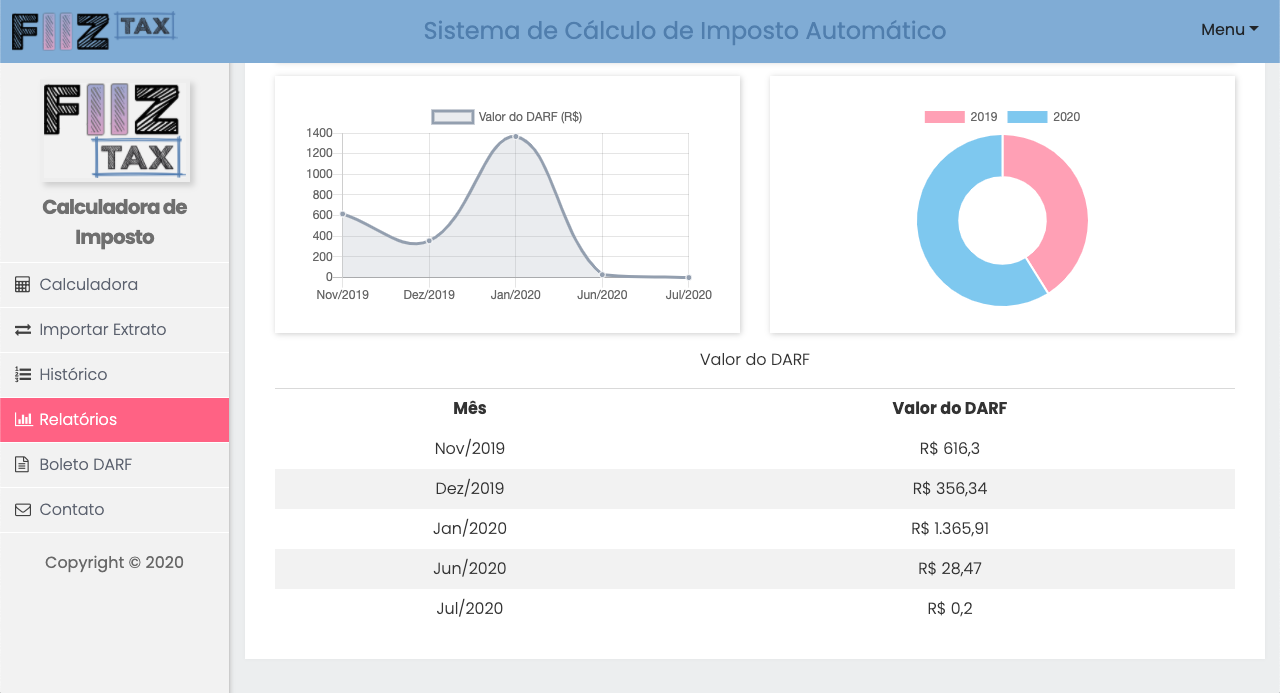 FIIZ TAX
Sistema de Cálculo de Imposto Automático
Menu
FIIZ
TAX
Calculadora de
Imposto
Calculadora
Importar Extrato
Histórico
Relatórios
Boleto DARF
Contato
Copyright © 2020
Valor do DARF (R$)
1400
1200
1000
800
600
400
200
0
Nov/2019 Dez/2019 Jan/2020 Jun/2020 Jul/2020
2019 2020
Valor do DARF
Mês Valor do DARF
Nov/2019 R$ 616,3
Dez/2019 R$ 356,34
Jan/2020 R$ 1.365,91
Jun/2020 R$ 28,47
Jul/2020 R$ 0,2